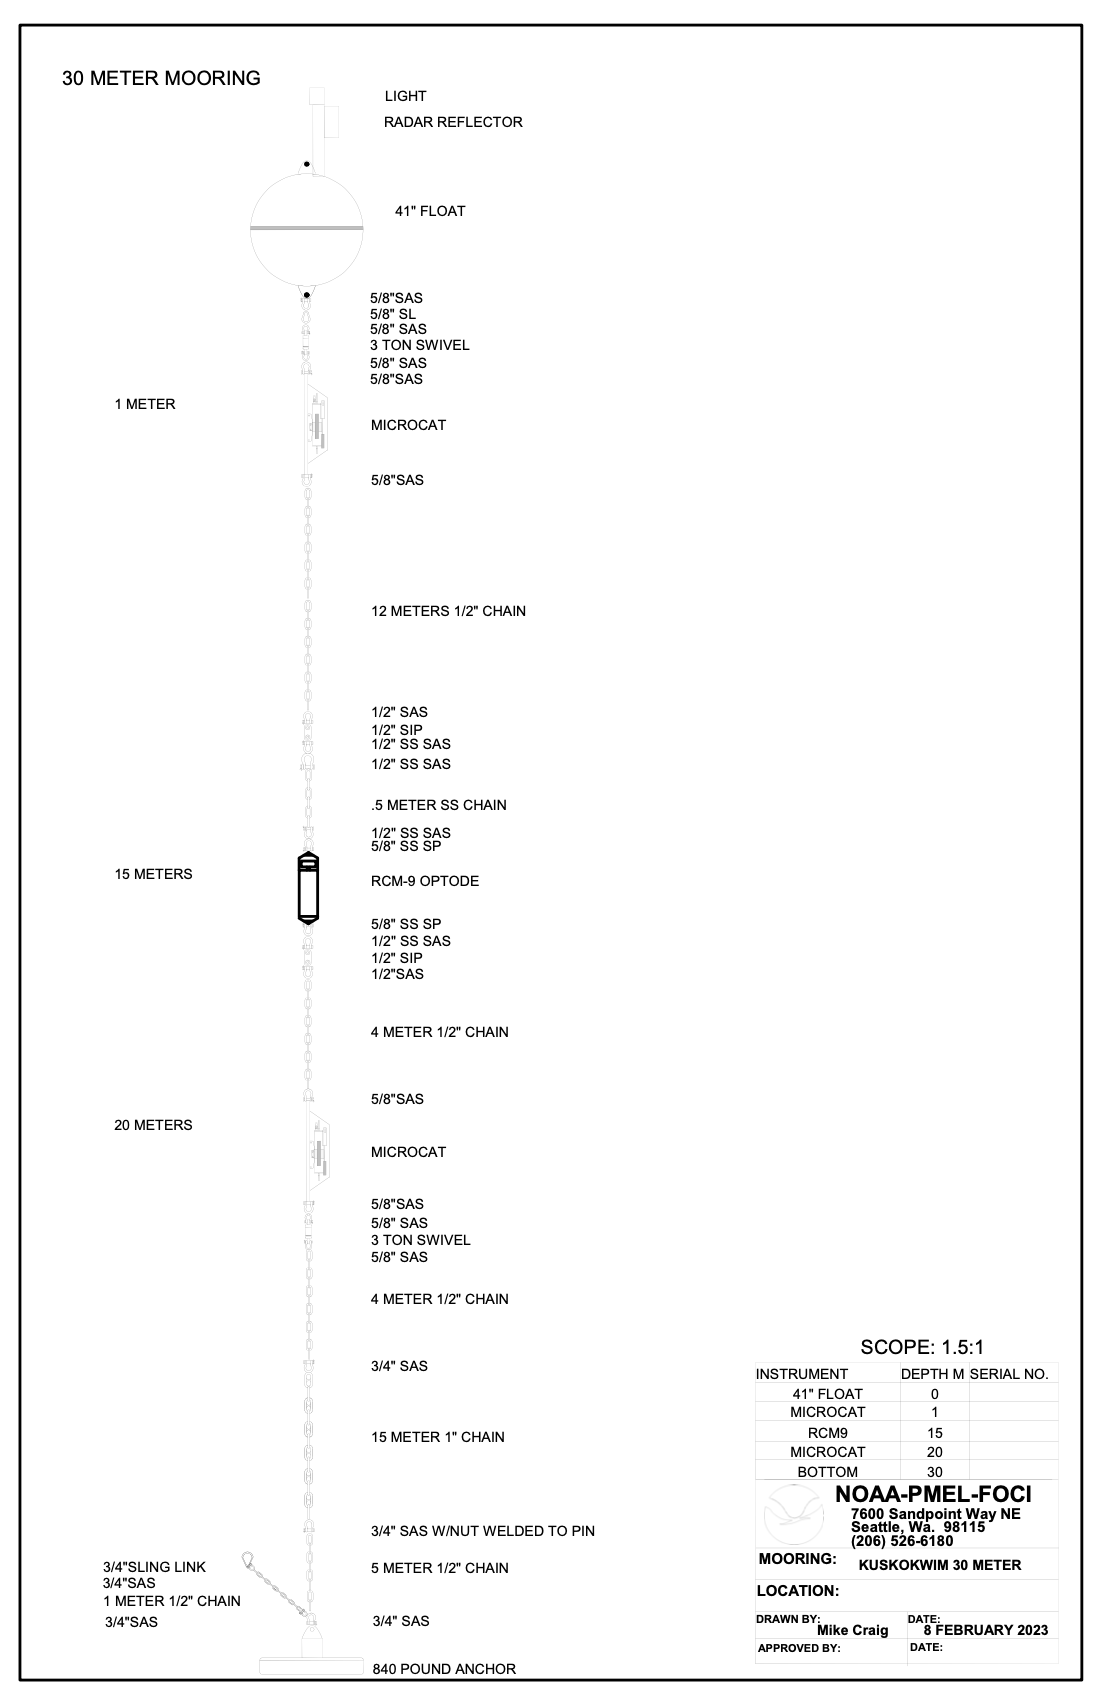 30 METER MOORING
LIGHT
RADAR REFLECTOR
41" FLOAT
5/8"SAS
5/8" SL
5/8" SAS
3 TON SWIVEL
5/8" SAS
5/8"SAS
1 METER
MICROCAT
5/8"SAS
12 METERS 1/2" CHAIN
1/2" SAS
1/2" SIP
1/2" SS SAS
1/2" SS SAS
.5 METER SS CHAIN
1/2" SS SAS
5/8" SS SP
15 METERS
RCM-9 OPTODE
5/8" SS SP
1/2" SS SAS
1/2" SIP
1/2"SAS
4 METER 1/2" CHAIN
5/8"SAS
20 METERS
MICROCAT
5/8"SAS
5/8" SAS
3 TON SWIVEL
5/8" SAS
4 METER 1/2" CHAIN
3/4" SAS
15 METER 1" CHAIN
3/4" SAS W/NUT WELDED TO PIN
5 METER 1/2" CHAIN
3/4"SLING LINK
3/4"SAS
1 METER 1/2" CHAIN
3/4"SAS
3/4" SAS
840 POUND ANCHOR
SCOPE: 1.5:1
INSTRUMENT DEPTH M SERIAL NO.
41" FLOAT 0
MICROCAT 1
RCM9 15
MICROCAT 20
BOTTOM 30
NOAA-PMEL-FOCI
7600 Sandpoint Way NE
Seattle, Wa. 98115
(206) 526-6180
MOORING: KUSKOKWIM 30 METER
LOCATION:
DRAWN BY: Mike Craig DATE: 8 FEBRUARY 2023
APPROVED BY: DATE: